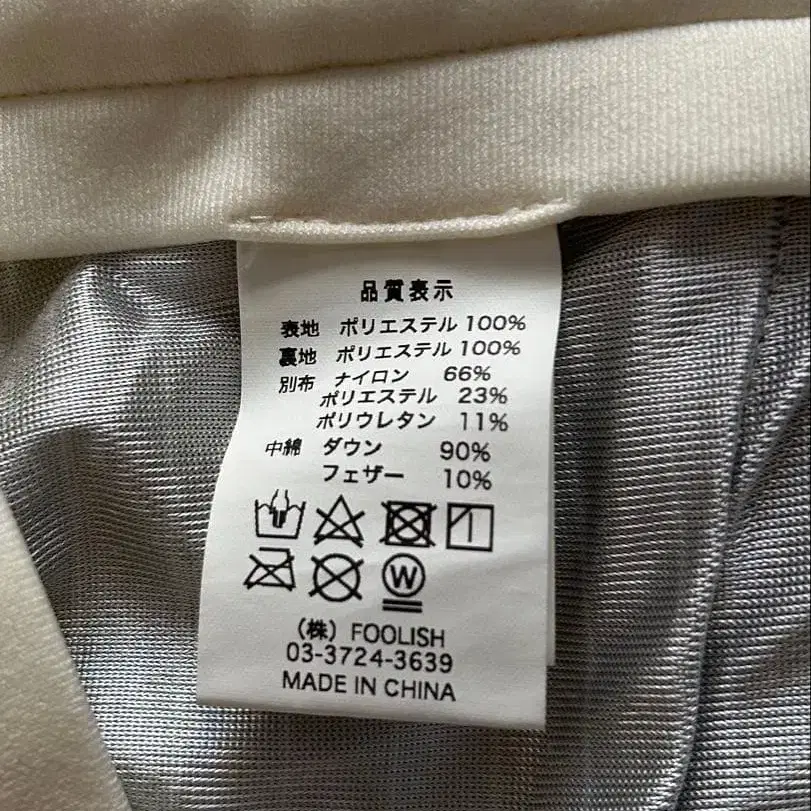 品質表示
表地 ポリエステル 100%
裏地 ポリエステル 100%
別布 ナイロン 66%
ポリエステル 23%
ポリウレタン 11%
中綿 ダウン 90%
フェザー 10%
W
(株) FOOLISH
03-3724-3639
MADE IN CHINA